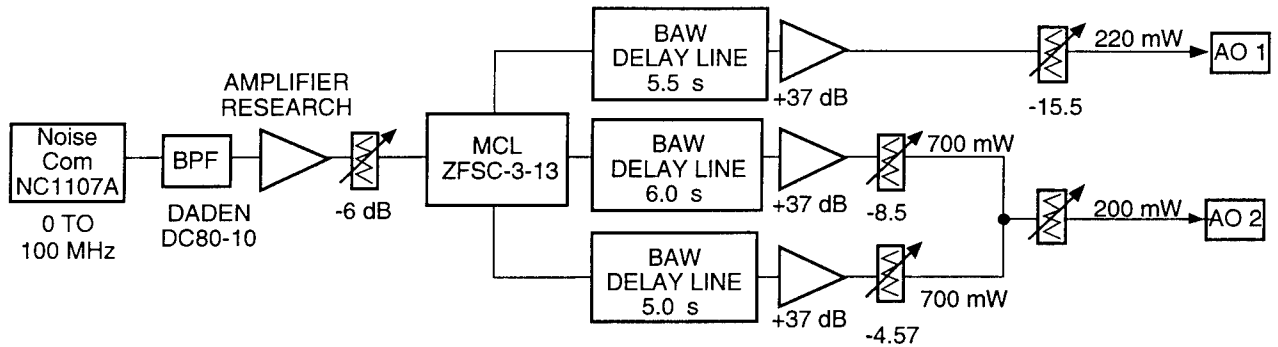 Noise
Com
NC1107A
0 TO
100 MHz
BPF
DADEN
DC80-10
AMPLIFIER
RESEARCH
-6 dB
MCL
ZFSC-3-13
BAW
DELAY LINE
5.5 s
+37 dB
-15.5
220 mW
AO 1
BAW
DELAY LINE
6.0 s
+37 dB
-8.5
700 mW
BAW
DELAY LINE
5.0 s
+37 dB
-4.57
700 mW
200 mW
AO 2